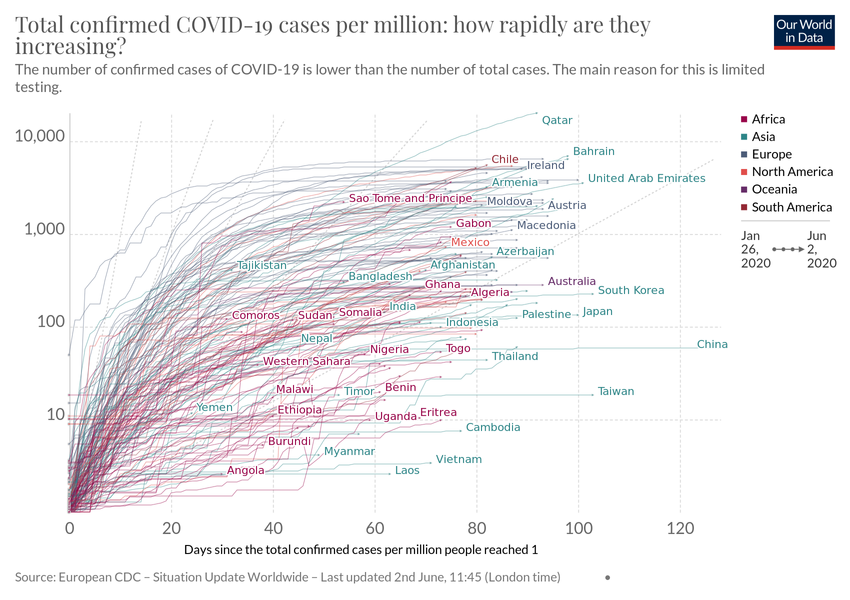 Total confirmed COVID-19 cases per million: how rapidly are they
increasing?
Our World
in Data
The number of confirmed cases of COVID-19 is lower than the number of total cases. The main reason for this is limited
testing.
Qatar
Africa
Asia
Europe
North America
Oceania
South America
Jan
26,
2020
Jun
2,
2020
10,000
1,000
100
10
Chile
Bahrain
Ireland
Armenia
United Arab Emirates
Sao Tome and Principe
Moldova
Austria
Gabon
Macedonia
Mexico
Azerbaijan
Tajikistan
Afghanistan
Bangladesh
Ghana
Australia
Algeria
South Korea
India
Comoros
Sudan
Somalia
Palestine
Japan
Indonesia
Nepal
China
Nigeria
Togo
Thailand
Western Sahara
Malawi
Timor
Benin
Taiwan
Yemen
Ethiopia
Uganda
Eritrea
Cambodia
Burundi
Myanmar
Vietnam
Angola
Laos
0
20
40
60
80
100
120
Days since the total confirmed cases per million people reached 1
Source: European CDC – Situation Update Worldwide – Last updated 2nd June, 11:45 (London time)